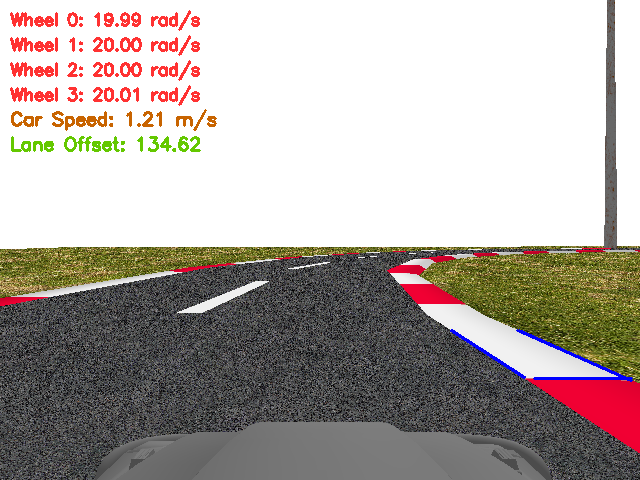 Wheel 0: 19.99 rad/s
Wheel 1: 20.00 rad/s
Wheel 2: 20.00 rad/s
Wheel 3: 20.01 rad/s
Car Speed: 1.21 m/s
Lane Offset: 134.62